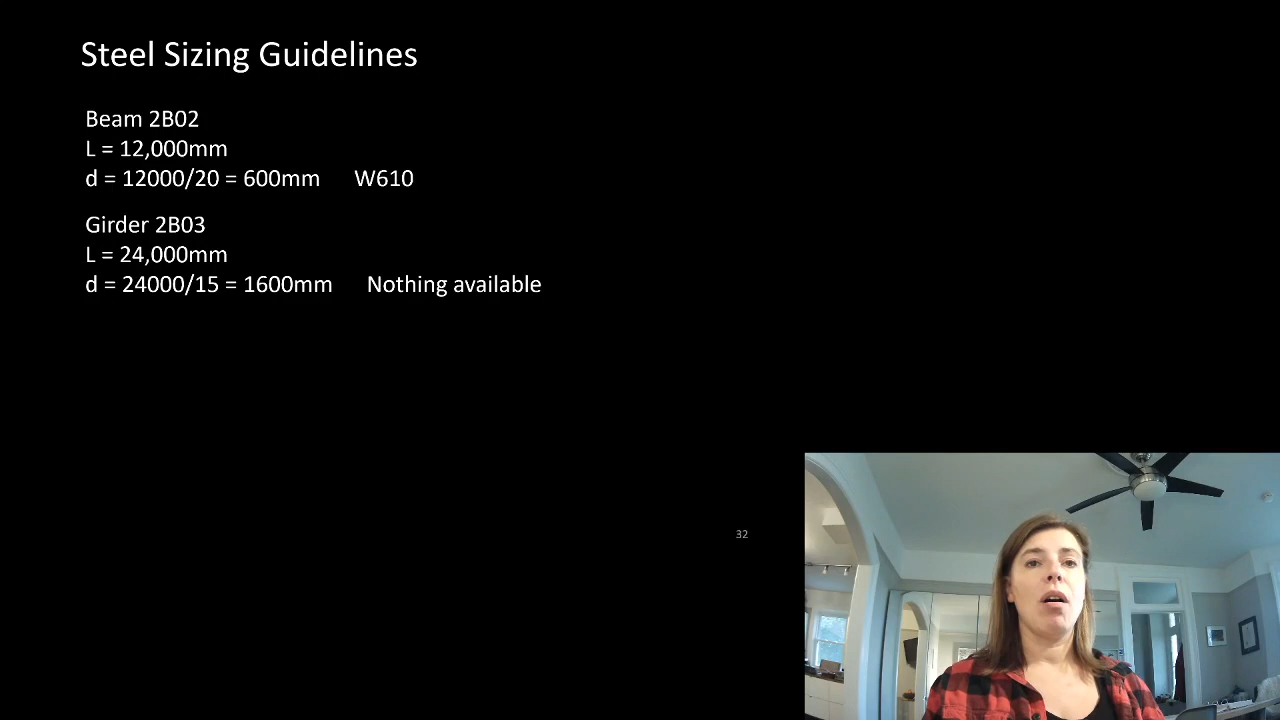 Steel Sizing Guidelines
Beam 2B02
L = 12,000mm
d = 12000/20 = 600mm W610
Girder 2B03
L = 24,000mm
d = 24000/15 = 1600mm Nothing available
32